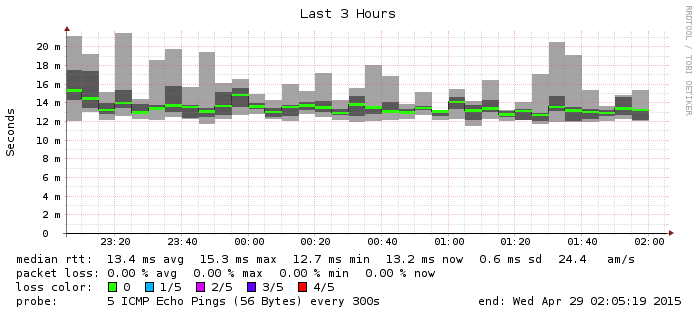 Last 3 Hours
RRDTOOL / TOBI OETIKER
Seconds
20 m
18 m
16 m
14 m
12 m
10 m
8 m
6 m
4 m
2 m
0
23:20 23:40 00:00 00:20 00:40 01:00 01:20 01:40 02:00
median rtt: 13.4 ms avg 15.3 ms max 12.7 ms min 13.2 ms now 0.6 ms sd 24.4 am/s
packet loss: 0.00 % avg 0.00 % max 0.00 % min 0.00 % now
loss color: 0 1/5 2/5 3/5 4/5
probe: 5 ICMP Echo Pings (56 Bytes) every 300s end: Wed Apr 29 02:05:19 2015